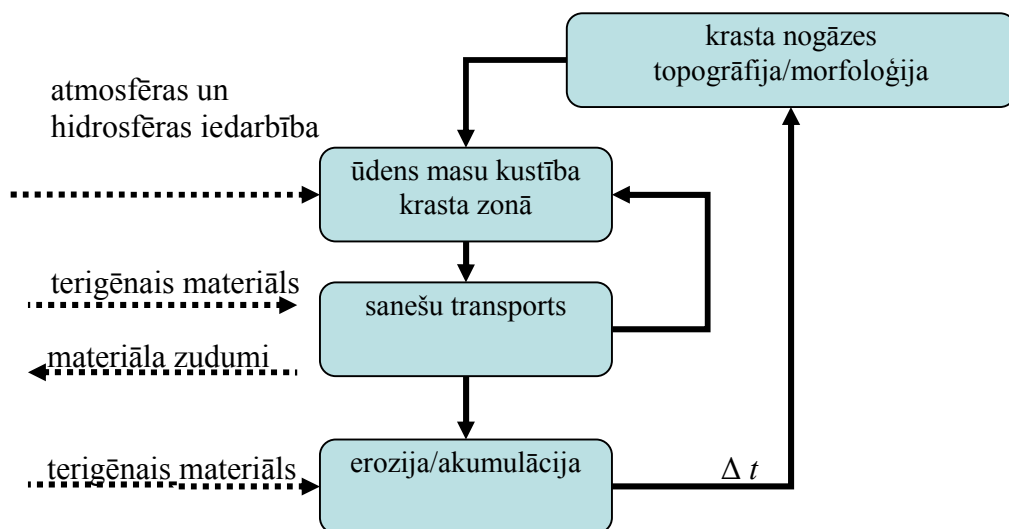 krasta nogāzes
topogrāfija/morfoloģija
atmosfēras un
hidrosfēras iedarbība
ūdens masu kustība
krasta zonā
terigēnais materiāls
sanešu transports
materiāla zudumi
terigēnais materiāls
erozija/akumulācija
Δ t